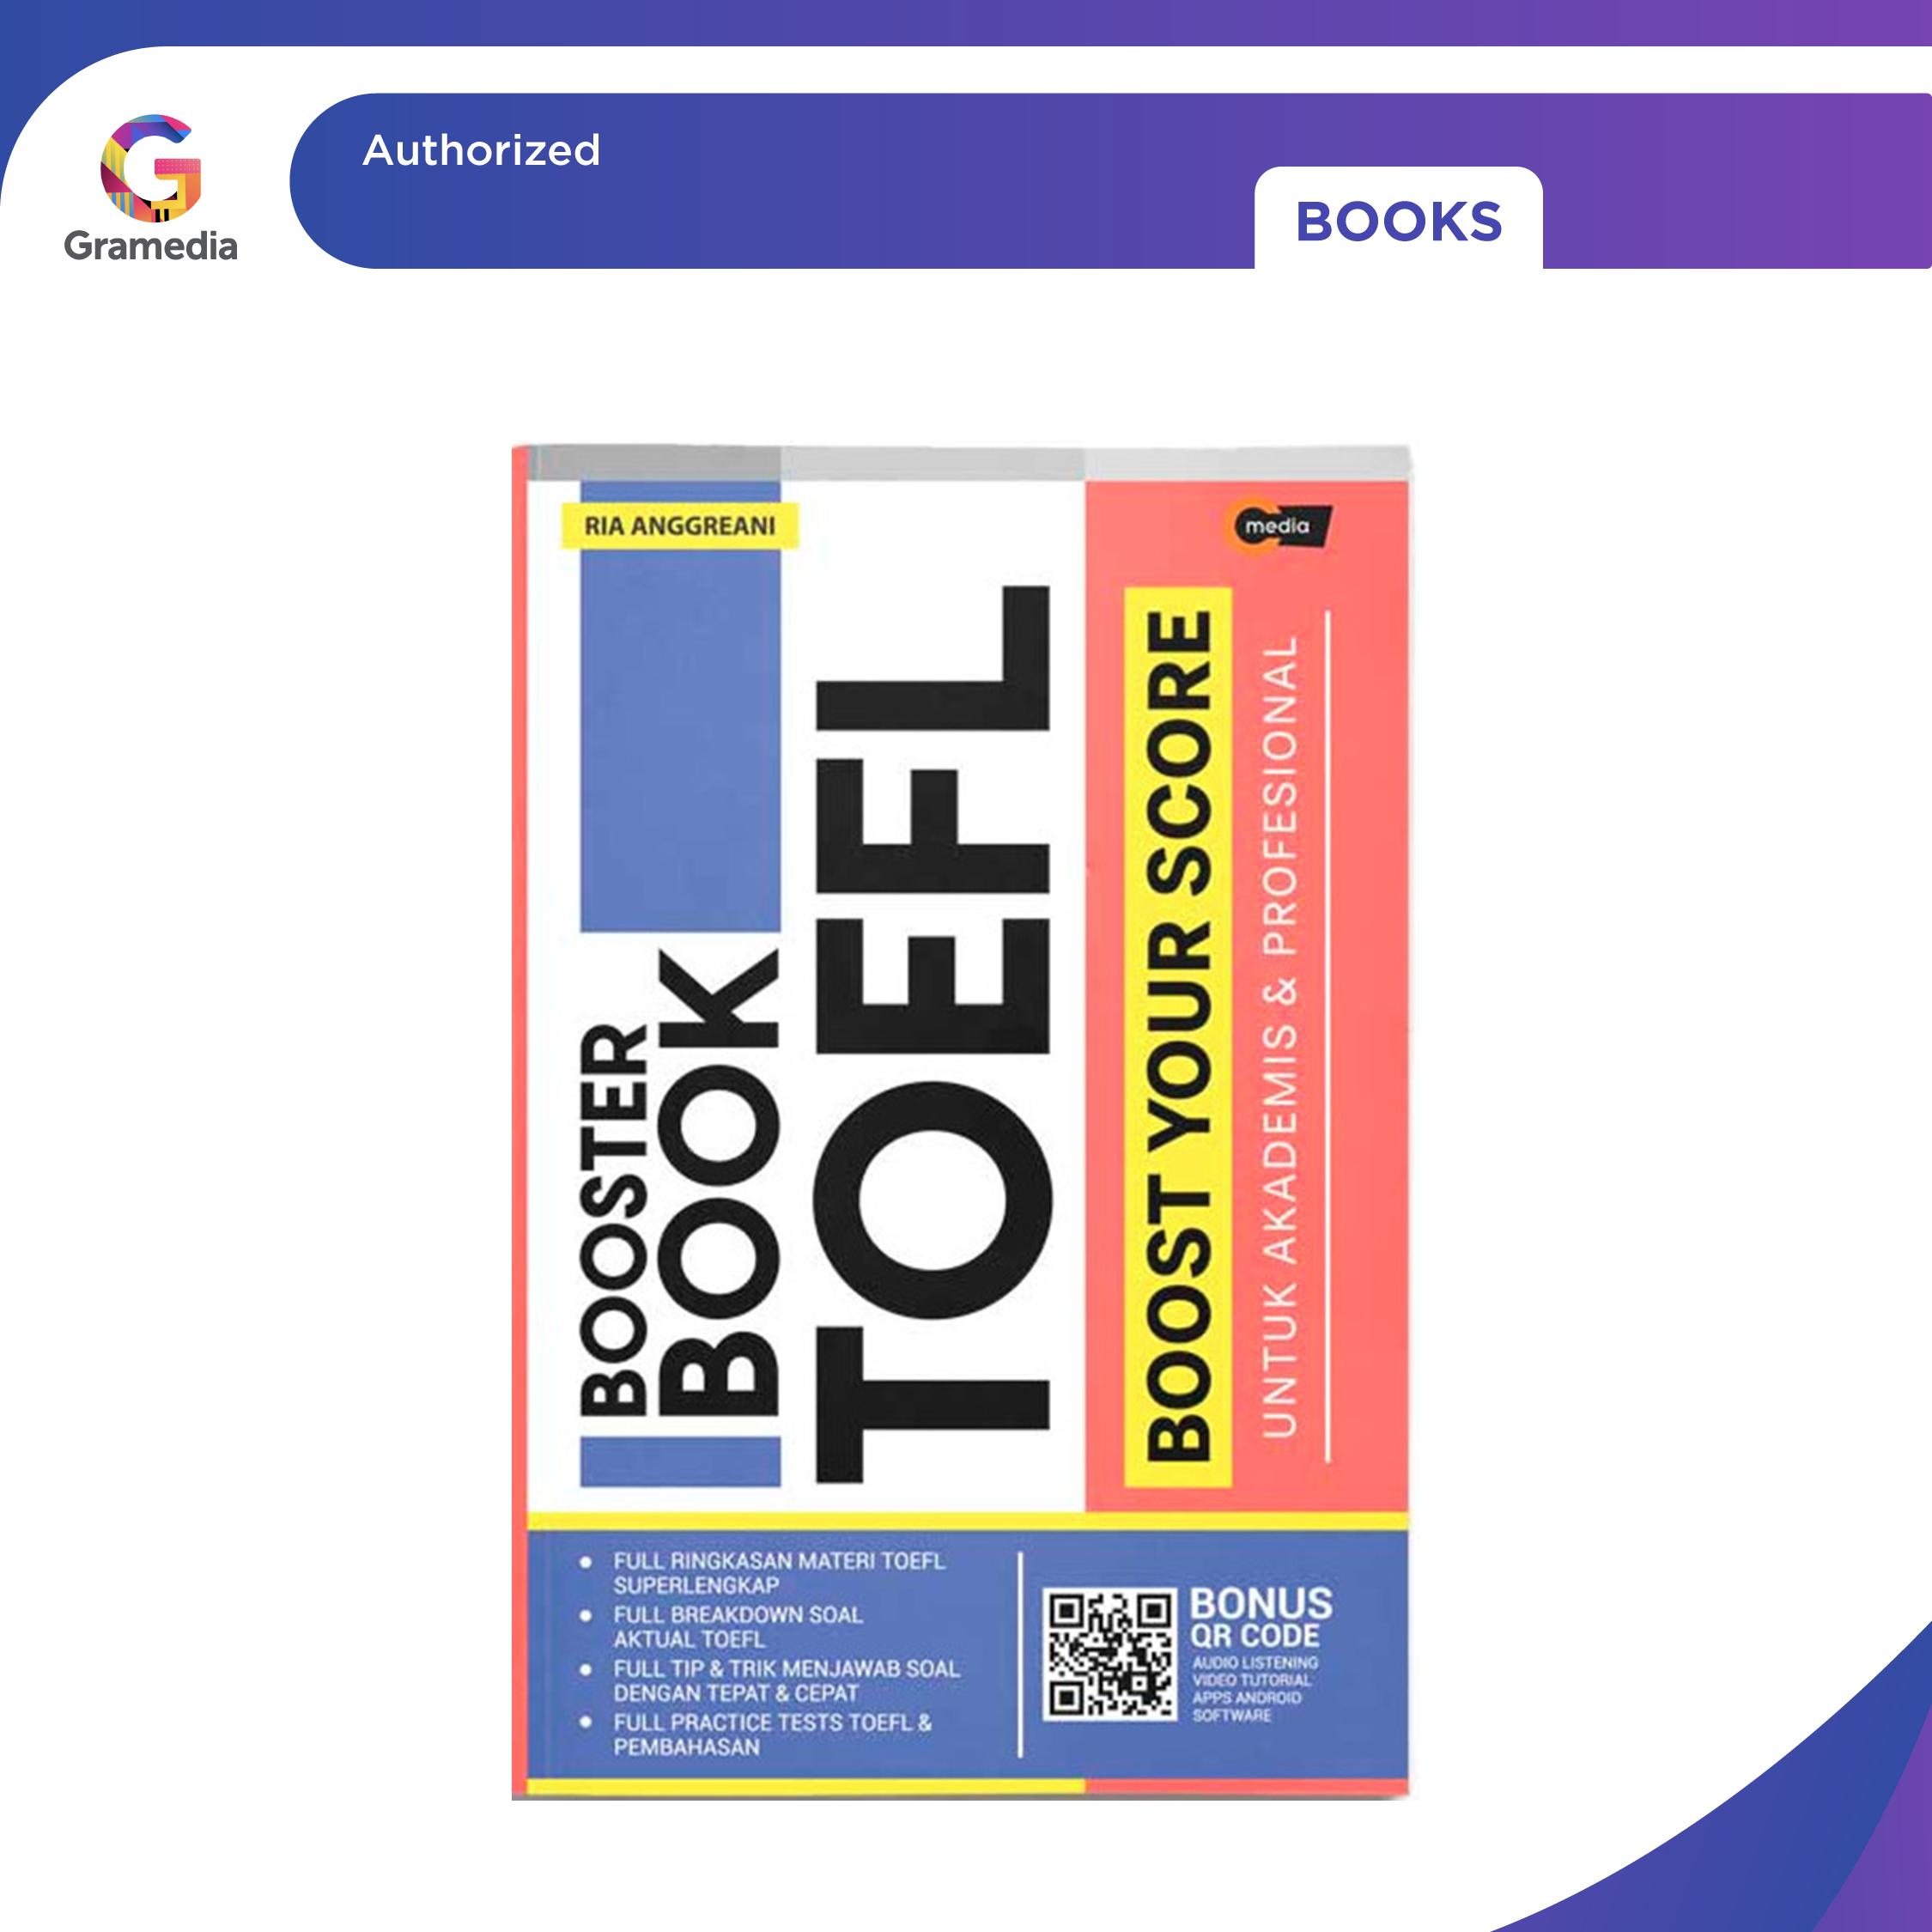 Gramedia
Authorized
BOOKS
RIA ANGGREANI
media
BOOSTER
BOOK
TOEFL
BOOST YOUR SCORE
UNTUK AKADEMIS & PROFESIONAL
FULL RINGKASAN MATERI TOEFL
SUPERLENGKAP
FULL BREAKDOWN SOAL
AKTUAL TOEFL
FULL TIP & TRIK MENJAWAB SOAL
DENGAN TEPAT & CEPAT
FULL PRACTICE TESTS TOEFL &
PEMBAHASAN
BONUS
QR CODE
AUDIO LISTENING
VIDEO TUTORIAL
APPS ANDROID
SOFTWARE